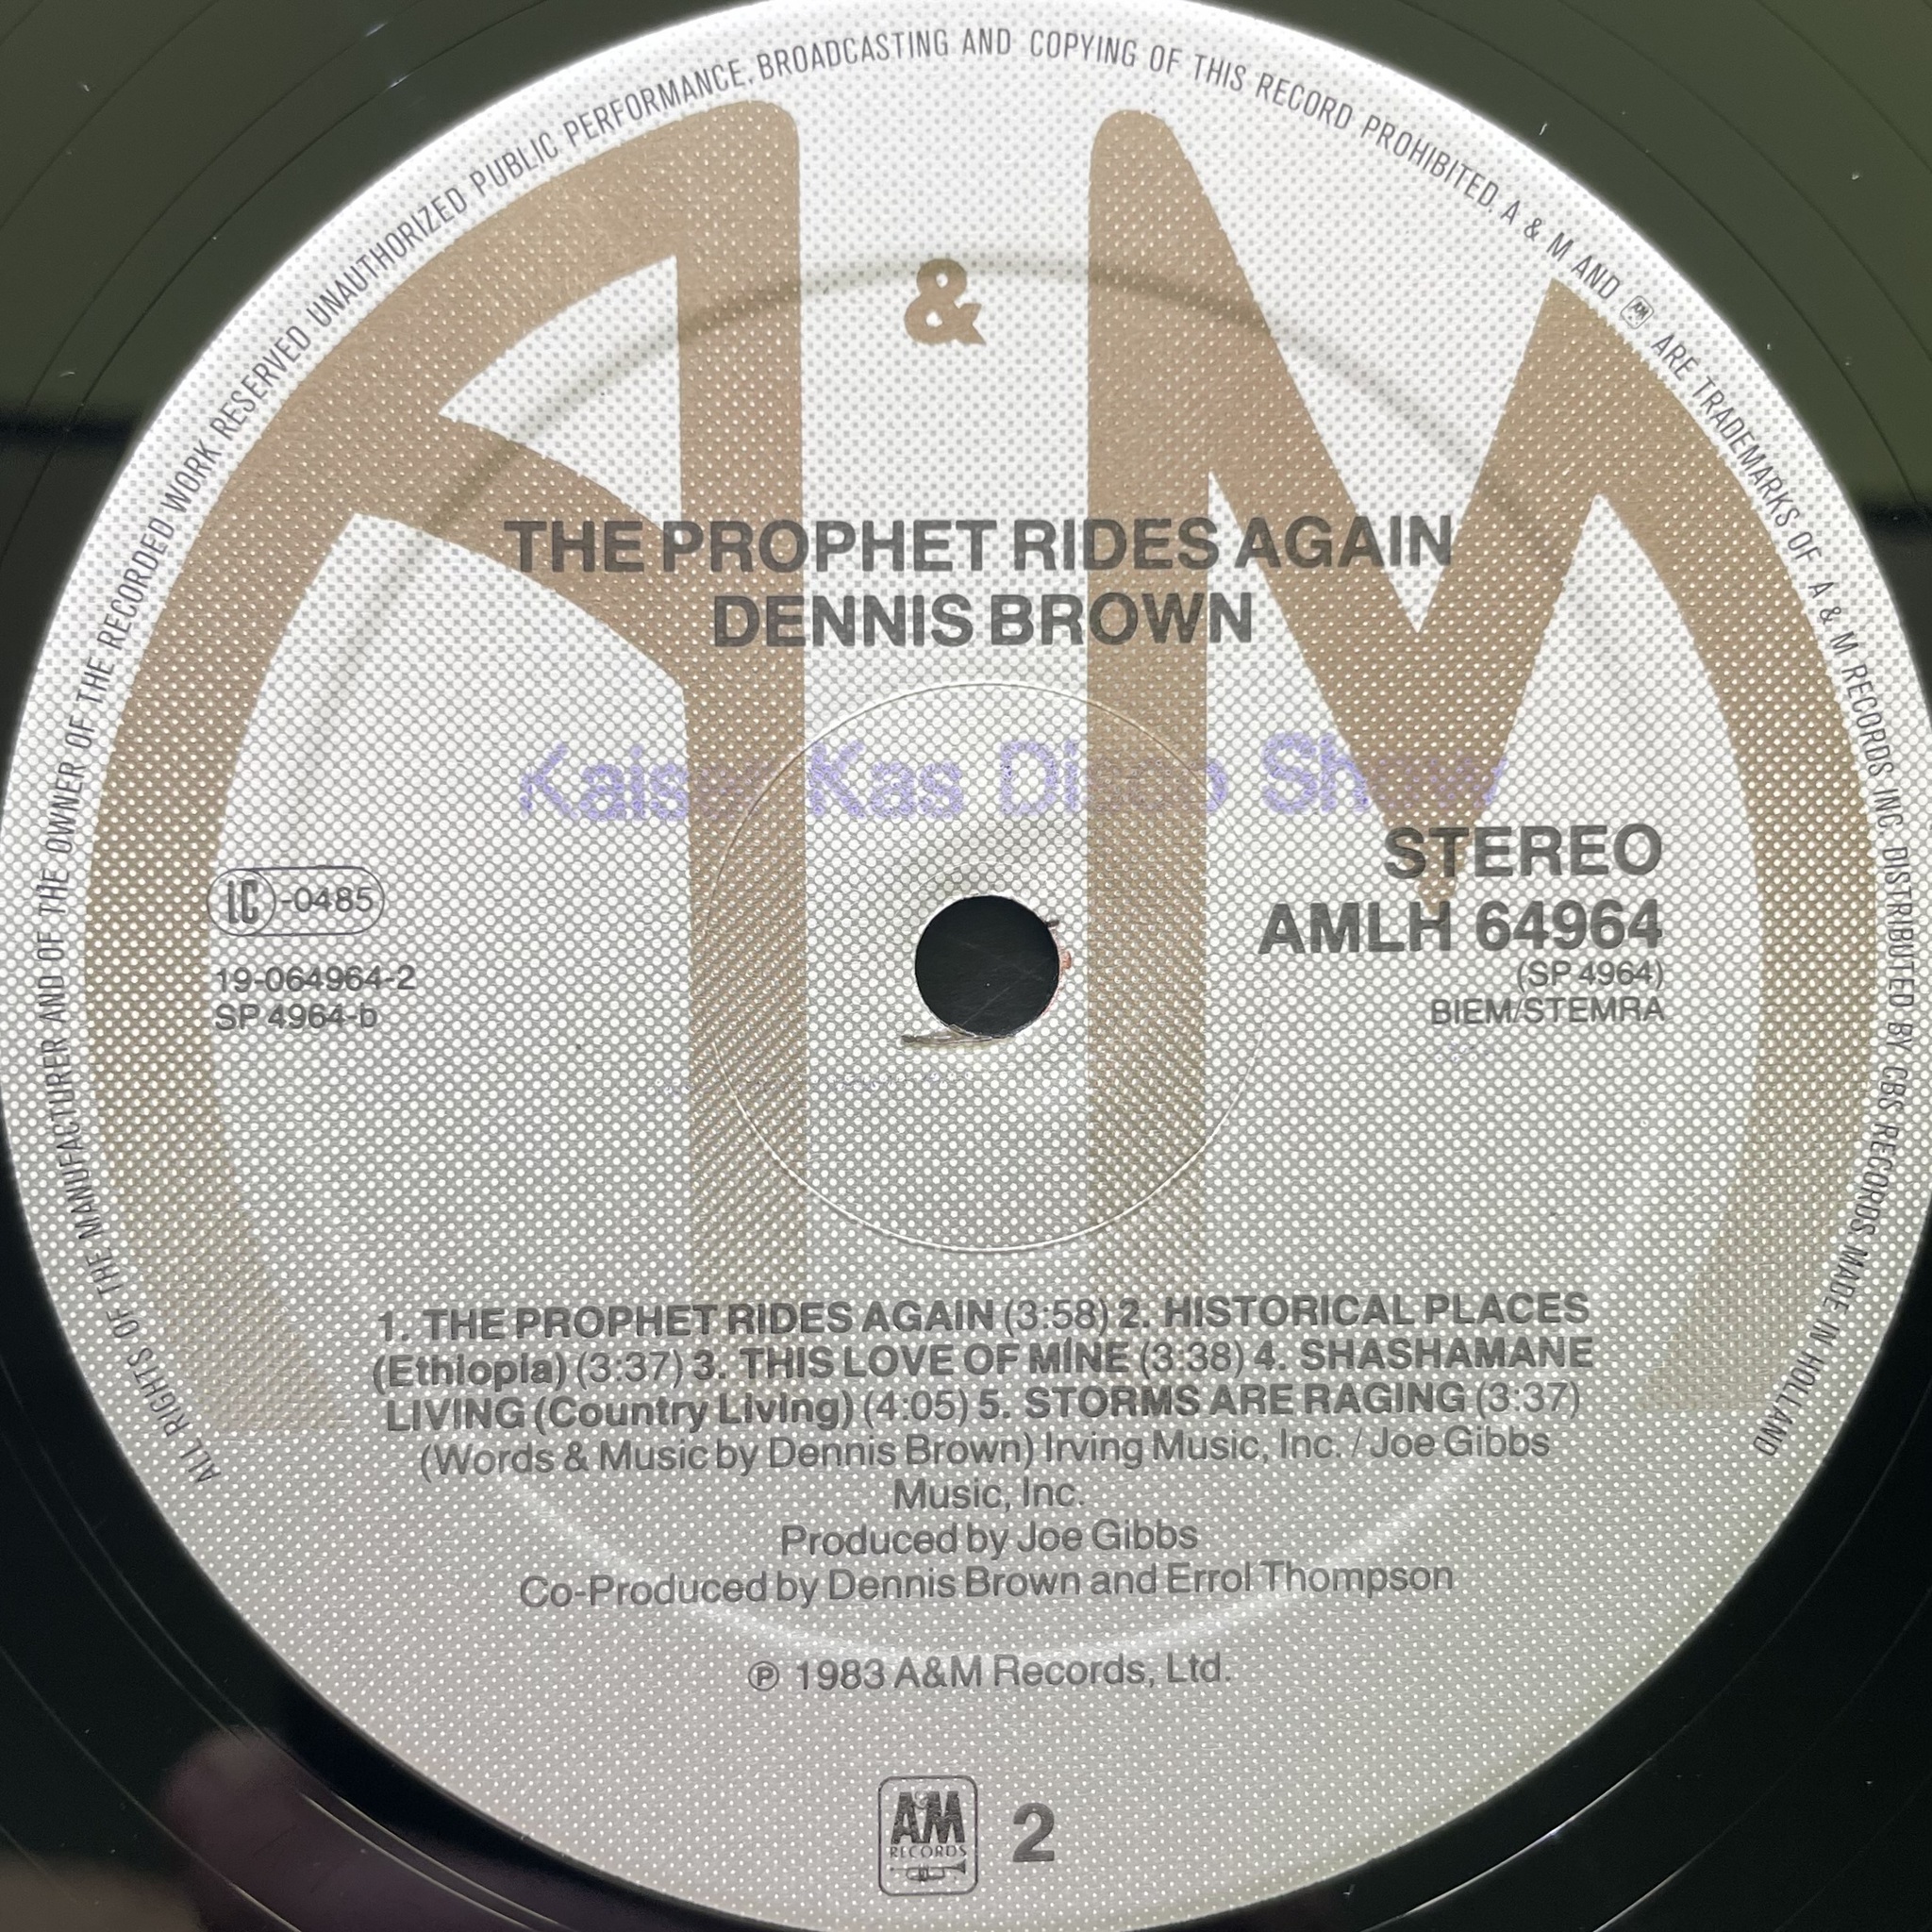 ALL RIGHTS OF THE MANUFACTURER AND OF THE OWNER OF THE RECORDED WORK RESERVED UNAUTHORIZED PUBLIC PERFORMANCE, BROADCASTING AND COPYING OF THIS RECORD PROHIBITED. A & M AND AM ARE TRADEMARKS OF A & M RECORDS INC. DISTRIBUTED BY CBS RECORDS MADE IN HOLLAND
A & M
THE PROPHET RIDES AGAIN
DENNIS BROWN
Kaiser Kas Disco Show
STEREO
LC-0485
AMLH 64964
19-064964-2
(SP 4964)
SP 4964-b
BIEM/STEMRA
1. THE PROPHET RIDES AGAIN (3:58) 2. HISTORICAL PLACES
(Ethiopia) (3:37) 3. THIS LOVE OF MINE (3:38) 4. SHASHAMANE
LIVING (Country Living) (4:05) 5. STORMS ARE RAGING (3:37)
(Words & Music by Dennis Brown) Irving Music, Inc. / Joe Gibbs
Music, Inc.
Produced by Joe Gibbs
Co-Produced by Dennis Brown and Errol Thompson
℗ 1983 A&M Records, Ltd.
A&M
RECORDS
2